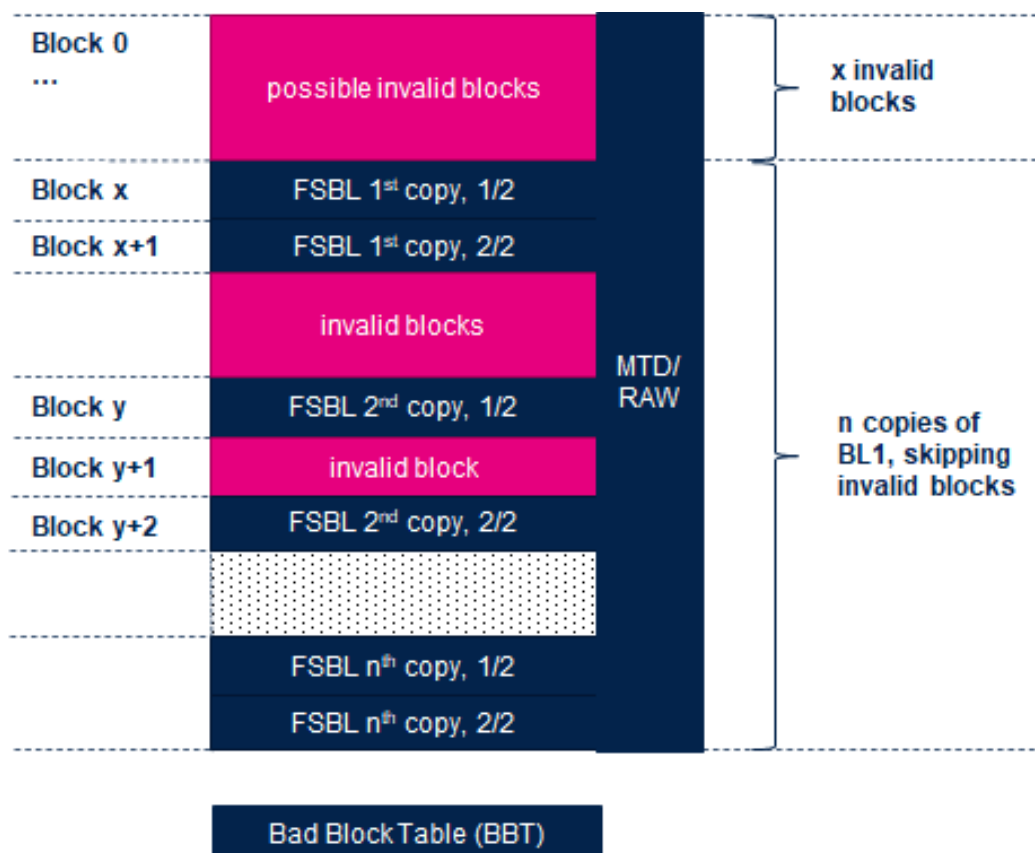 Block 0
...
possible invalid blocks
x invalid
blocks
Block x
FSBL 1st copy, 1/2
Block x+1
FSBL 1st copy, 2/2
invalid blocks
MTD/
RAW
Block y
FSBL 2nd copy, 1/2
n copies of
BL1, skipping
invalid blocks
Block y+1
invalid block
Block y+2
FSBL 2nd copy, 2/2
FSBL nth copy, 1/2
FSBL nth copy, 2/2
Bad Block Table (BBT)